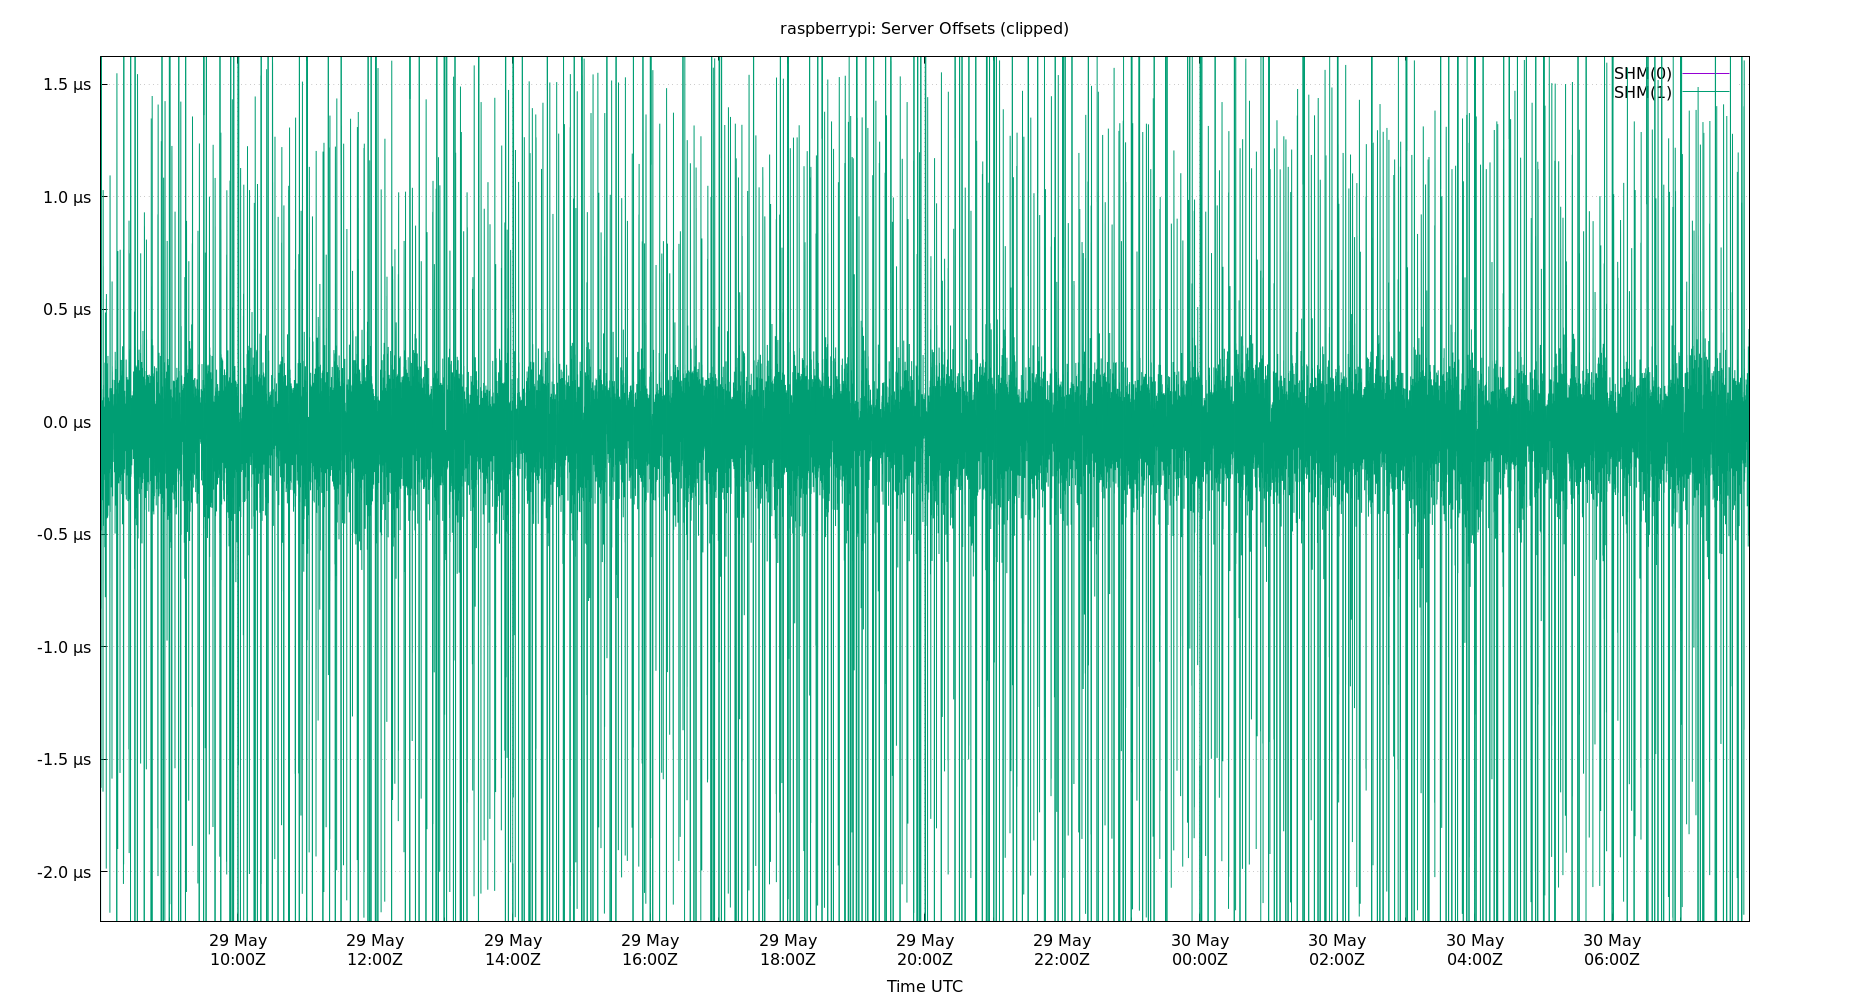 raspberrypi: Server Offsets (clipped)
SHM(0)
SHM(1)
1.5 µs
1.0 µs
0.5 µs
0.0 µs
-0.5 µs
-1.0 µs
-1.5 µs
-2.0 µs
29 May 29 May 29 May 29 May 29 May 29 May 29 May 30 May 30 May 30 May 30 May
10:00Z 12:00Z 14:00Z 16:00Z 18:00Z 20:00Z 22:00Z 00:00Z 02:00Z 04:00Z 06:00Z
Time UTC